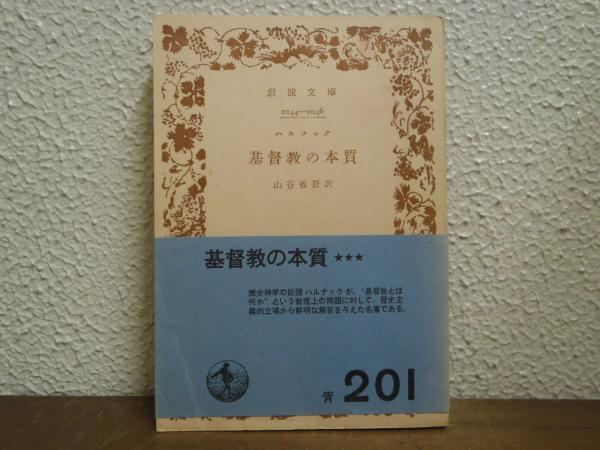 岩波文庫
2044—2046
ハルナック
基督教の本質
山谷省吾訳
基督教の本質 ★★★
歴史神学の巨頭ハルナックが、“基督教とは
何か”という教理上の問題に対して、歴史主
義的立場から鮮明な解答を与えた名著である。
青 201